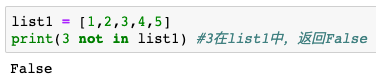 list1 = [1,2,3,4,5]
print(3 not in list1) #3在list1中，返回False
False